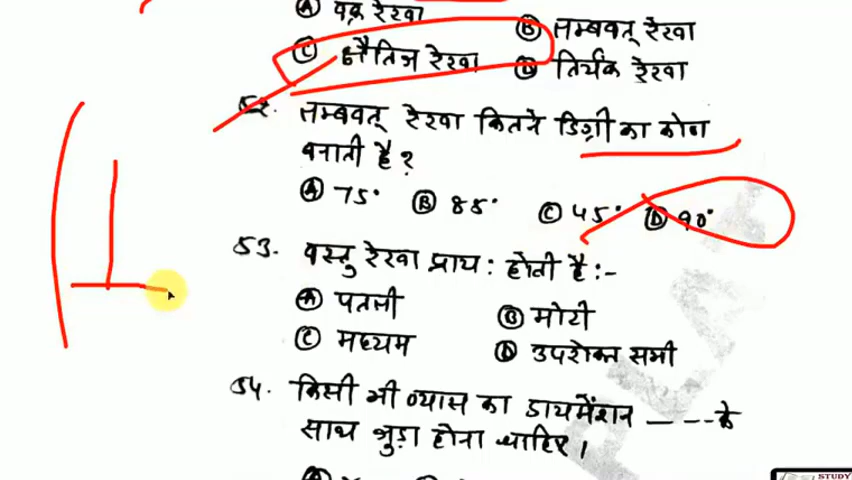 Ⓐ वक्र रेखा
Ⓑ लम्बवत् रेखा
Ⓒ क्षैतिज रेखा
Ⓓ तिर्यक रेखा
52. लम्बवत् रेखा कितने डिग्री का कोण
बनाती है?
Ⓐ 75° Ⓑ 85° Ⓒ 45° Ⓓ 90°
53. वस्तु रेखा प्राय: होती है:-
Ⓐ पतली
Ⓑ मोटी
Ⓒ मध्यम
Ⓓ उपरोक्त सभी
54. किसी भी व्यास का डायमेंशन _ _ _ के
साथ जुड़ा होना चाहिए।
STUDY